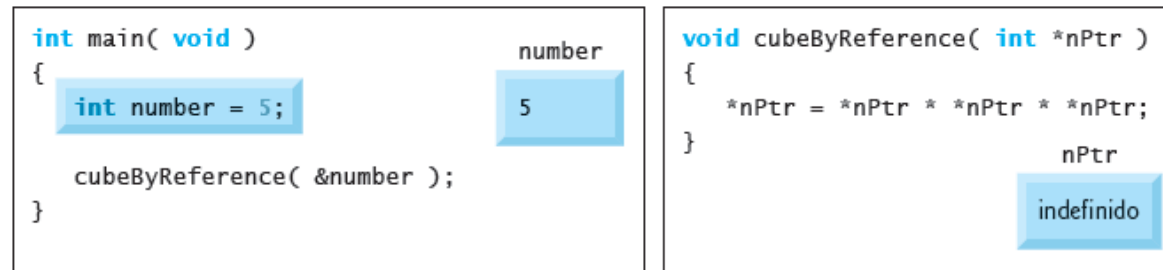 int main( void )
{
int number = 5;
cubeByReference( &number );
}
number
5
void cubeByReference( int *nPtr )
{
*nPtr = *nPtr * *nPtr * *nPtr;
}
nPtr
indefinido